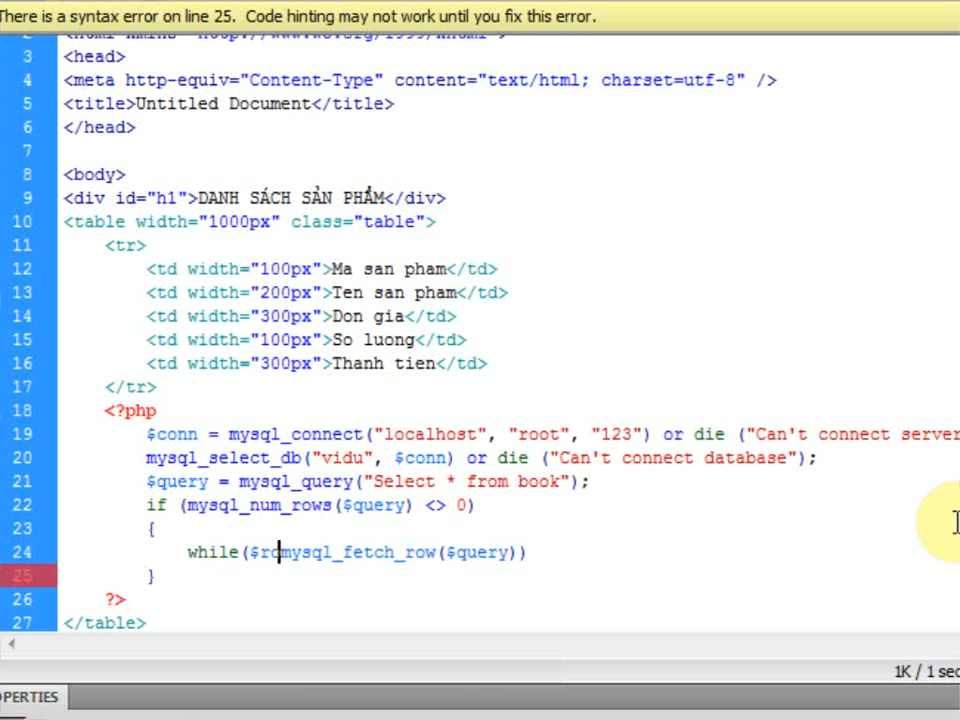 There is a syntax error on line 25.  Code hinting may not work until you fix this error.
3 <head>
4 <meta http-equiv="Content-Type" content="text/html; charset=utf-8" />
5 <title>Untitled Document</title>
6 </head>
7
8 <body>
9 <div id="h1">DANH SÁCH SẢN PHẨM</div>
10 <table width="1000px" class="table">
11     <tr>
12         <td width="100px">Ma san pham</td>
13         <td width="200px">Ten san pham</td>
14         <td width="300px">Don gia</td>
15         <td width="100px">So luong</td>
16         <td width="300px">Thanh tien</td>
17     </tr>
18     <?php
19         $conn = mysql_connect("localhost", "root", "123") or die ("Can't connect server
20         mysql_select_db("vidu", $conn) or die ("Can't connect database");
21         $query = mysql_query("Select * from book");
22         if (mysql_num_rows($query) <> 0)
23         {
24             while($romysql_fetch_row($query))
25         }
26     ?>
27 </table>
1K / 1 sec
OPERTIES